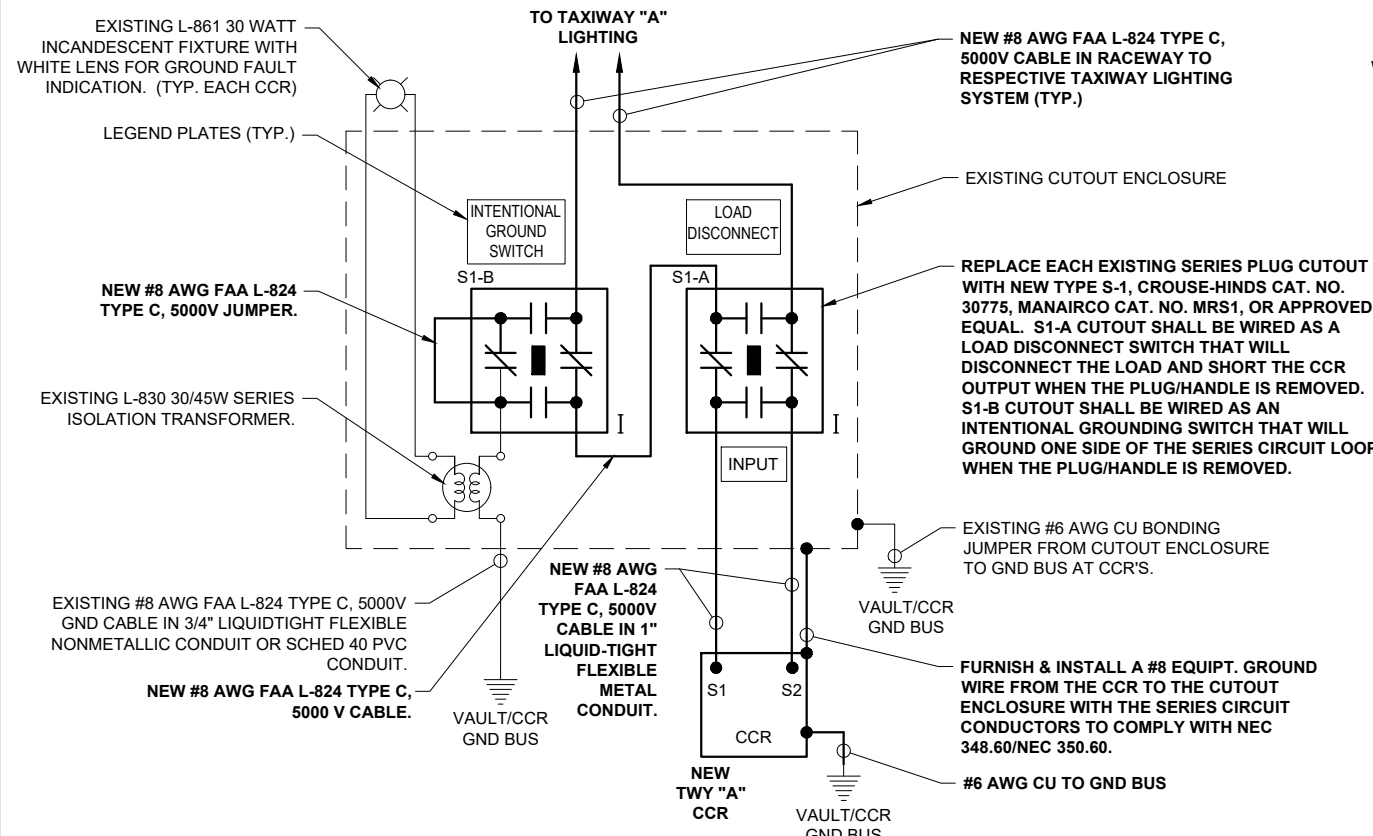 EXISTING L-861 30 WATT
INCANDESCENT FIXTURE WITH
WHITE LENS FOR GROUND FAULT
INDICATION.  (TYP. EACH CCR)
LEGEND PLATES (TYP.)
TO TAXIWAY "A"
LIGHTING
NEW #8 AWG FAA L-824 TYPE C,
5000V CABLE IN RACEWAY TO
RESPECTIVE TAXIWAY LIGHTING
SYSTEM (TYP.)
EXISTING CUTOUT ENCLOSURE
INTENTIONAL
GROUND
SWITCH
LOAD
DISCONNECT
S1-B
S1-A
NEW #8 AWG FAA L-824
TYPE C, 5000V JUMPER.
REPLACE EACH EXISTING SERIES PLUG CUTOUT
WITH NEW TYPE S-1, CROUSE-HINDS CAT. NO.
30775, MANAIRCO CAT. NO. MRS1, OR APPROVED
EQUAL.  S1-A CUTOUT SHALL BE WIRED AS A
LOAD DISCONNECT SWITCH THAT WILL
DISCONNECT THE LOAD AND SHORT THE CCR
OUTPUT WHEN THE PLUG/HANDLE IS REMOVED.
S1-B CUTOUT SHALL BE WIRED AS AN
INTENTIONAL GROUNDING SWITCH THAT WILL
GROUND ONE SIDE OF THE SERIES CIRCUIT LOOP
WHEN THE PLUG/HANDLE IS REMOVED.
EXISTING L-830 30/45W SERIES
ISOLATION TRANSFORMER.
I
I
INPUT
EXISTING #6 AWG CU BONDING
JUMPER FROM CUTOUT ENCLOSURE
TO GND BUS AT CCR'S.
VAULT/CCR
GND BUS
EXISTING #8 AWG FAA L-824 TYPE C, 5000V
GND CABLE IN 3/4" LIQUIDTIGHT FLEXIBLE
NONMETALLIC CONDUIT OR SCHED 40 PVC
CONDUIT.
NEW #8 AWG FAA L-824 TYPE C,
5000 V CABLE.
VAULT/CCR
GND BUS
NEW #8 AWG
FAA L-824
TYPE C, 5000V
CABLE IN 1"
LIQUID-TIGHT
FLEXIBLE
METAL
CONDUIT.
S1
S2
CCR
NEW
TWY "A"
CCR
FURNISH & INSTALL A #8 EQUIPT. GROUND
WIRE FROM THE CCR TO THE CUTOUT
ENCLOSURE WITH THE SERIES CIRCUIT
CONDUCTORS TO COMPLY WITH NEC
348.60/NEC 350.60.
#6 AWG CU TO GND BUS
VAULT/CCR
GND BUS